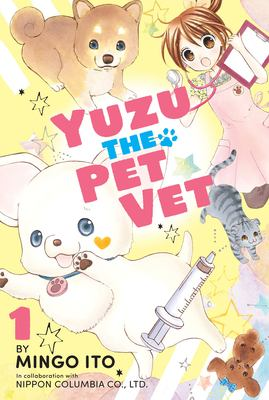 YUZU
THE
PET
VET
1
BY
MINGO ITO
In collaboration with
NIPPON COLUMBIA CO., LTD.